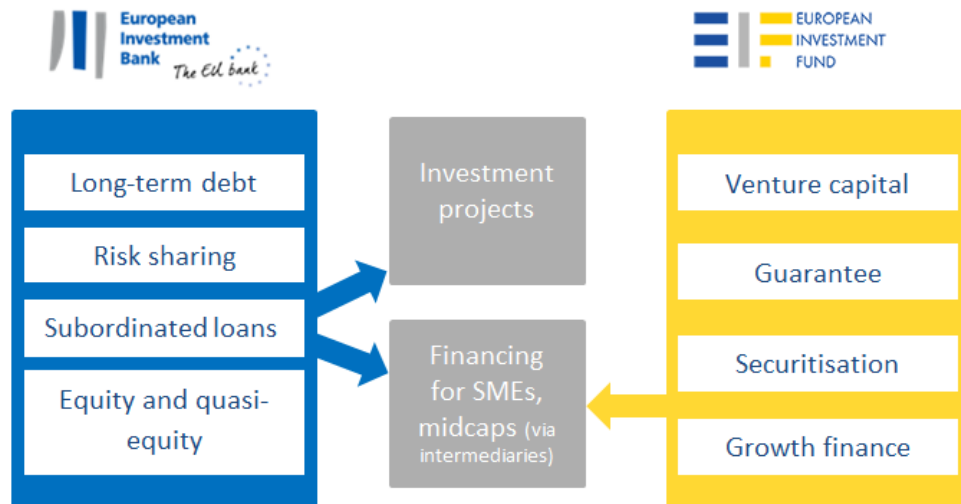 European
Investment
Bank
The EU bank
EUROPEAN
INVESTMENT
FUND
Long-term debt
Risk sharing
Subordinated loans
Equity and quasi-
equity
Investment
projects
Financing
for SMEs,
midcaps (via
intermediaries)
Venture capital
Guarantee
Securitisation
Growth finance